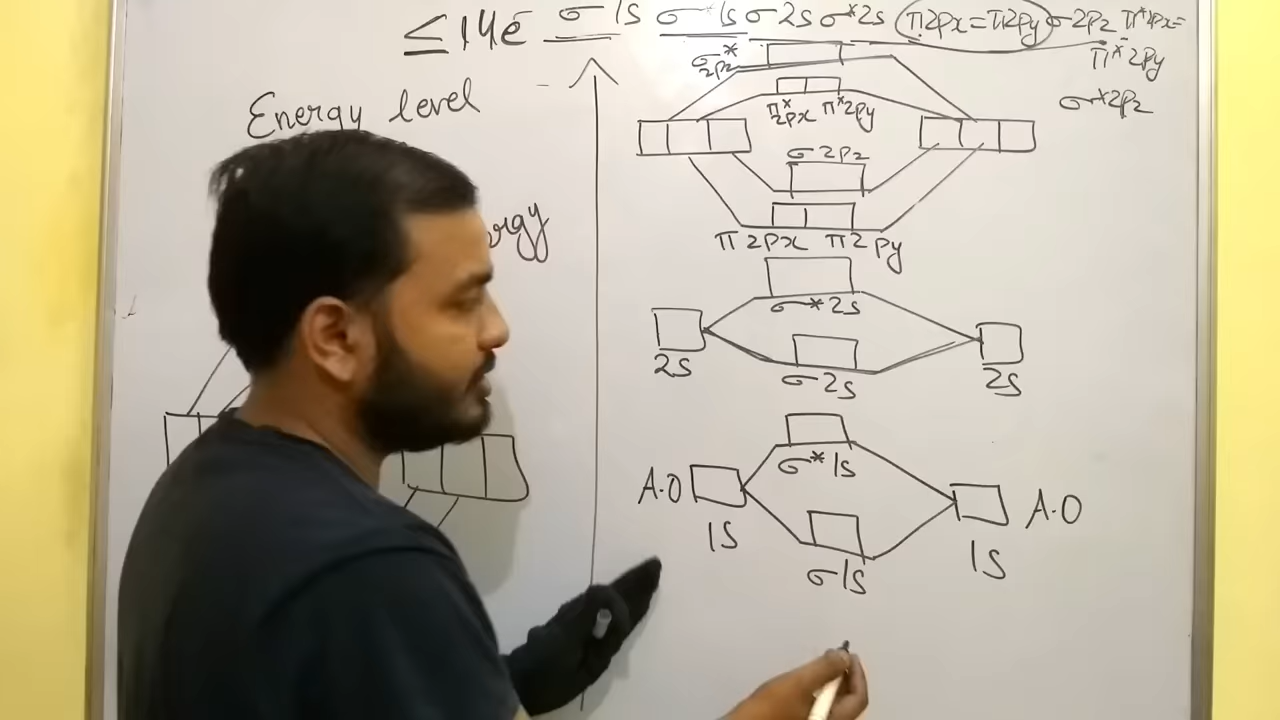 ≤14e⁻ σ1s σ*1s σ2s σ*2s (π2px=π2py) σ2pz π*2px=
π*2py
σ*2pz
Energy level
σ*
2pz
π*
2px π*2py
σ2pz
π2px π2py
σ*2s
2s σ2s 2s
σ*1s
A.O A.O
1s 1s
σ1s